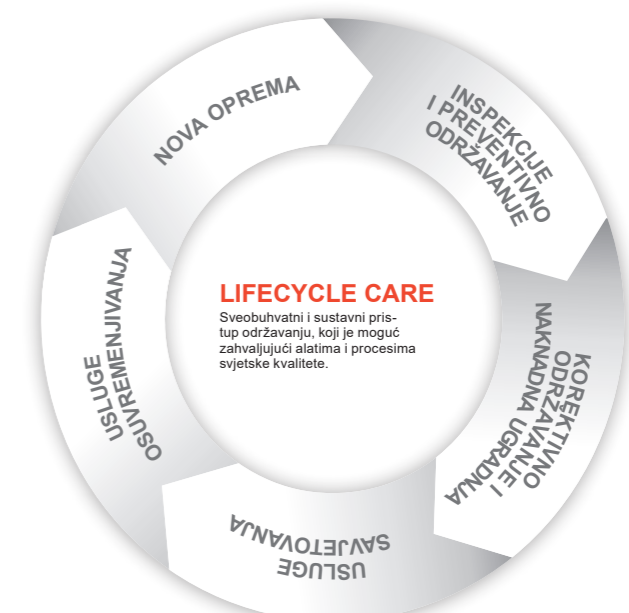 NOVA OPREMA
INSPEKCIJE
I PREVENTIVNO
ODRŽAVANJE
KOREKTIVNO
ODRŽAVANJE I
NAKNADNA UGRADNJA
USLUGE
SAVJETOVANJA
USLUGE
OSUVREMENJIVANJA
LIFECYCLE CARE
Sveobuhvatni i sustavni pris-
tup održavanju, koji je moguć
zahvaljujući alatima i procesima
svjetske kvalitete.